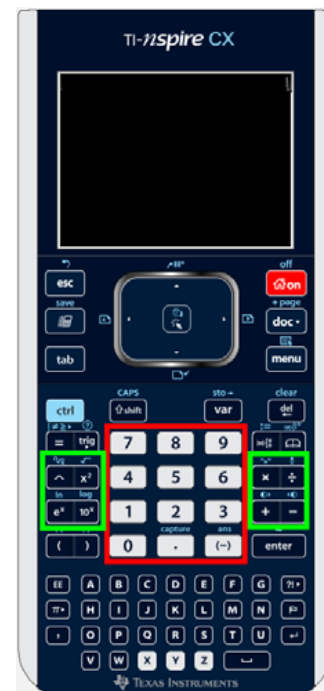 TI-nspire CX
off
esc
on
save
+ page
doc
tab
menu
CAPS
sto→
clear
ctrl
shift
var
del
= trig 7 8 9
^ x² 4 5 6 × ÷
ln log
eˣ 10ˣ 1 2 3 + −
capture ans
( ) 0 . (−) enter
EE A B C D E F G ?!
π H I J K L M N
, O P Q R S T U ↵
V W X Y Z
TEXAS INSTRUMENTS